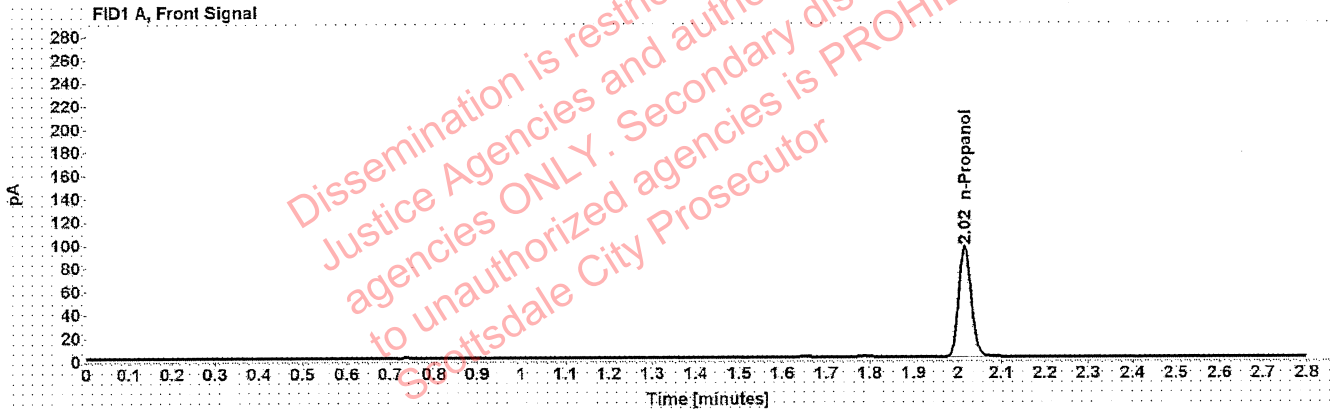 FID1 A, Front Signal
280
260
240
220
200
180
160
140
120
100
80
60
40
20
0
pA
2.02 n-Propanol
0 0.1 0.2 0.3 0.4 0.5 0.6 0.7 0.8 0.9 1 1.1 1.2 1.3 1.4 1.5 1.6 1.7 1.8 1.9 2 2.1 2.2 2.3 2.4 2.5 2.6 2.7 2.8
Time [minutes]
Dissemination is
Justice Agencies and
agencies ONLY. Secondary
to unauthorized agencies is
Scottsdale City Prosecutor